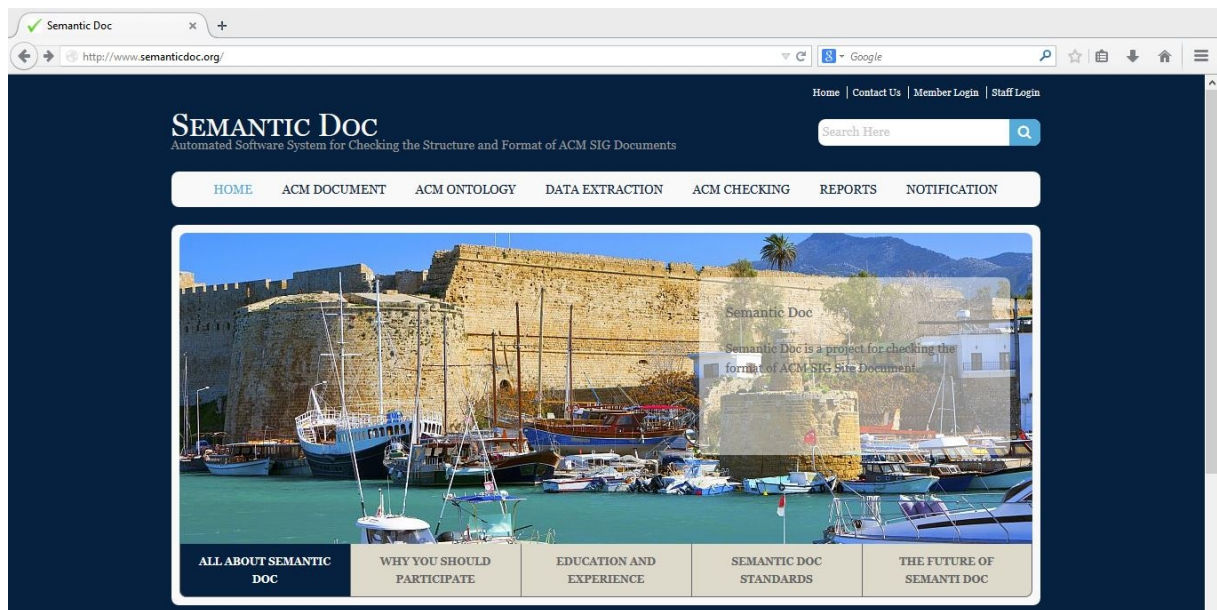 Semantic Doc
http://www.semanticdoc.org/
Google
Home | Contact Us | Member Login | Staff Login
SEMANTIC DOC
Automated Software System for Checking the Structure and Format of ACM SIG Documents
Search Here
HOME ACM DOCUMENT ACM ONTOLOGY DATA EXTRACTION ACM CHECKING REPORTS NOTIFICATION
Semantic Doc
Semantic Doc is a project for checking the
format of ACM SIG Site Document.
ALL ABOUT SEMANTIC
DOC
WHY YOU SHOULD
PARTICIPATE
EDUCATION AND
EXPERIENCE
SEMANTIC DOC
STANDARDS
THE FUTURE OF
SEMANTI DOC